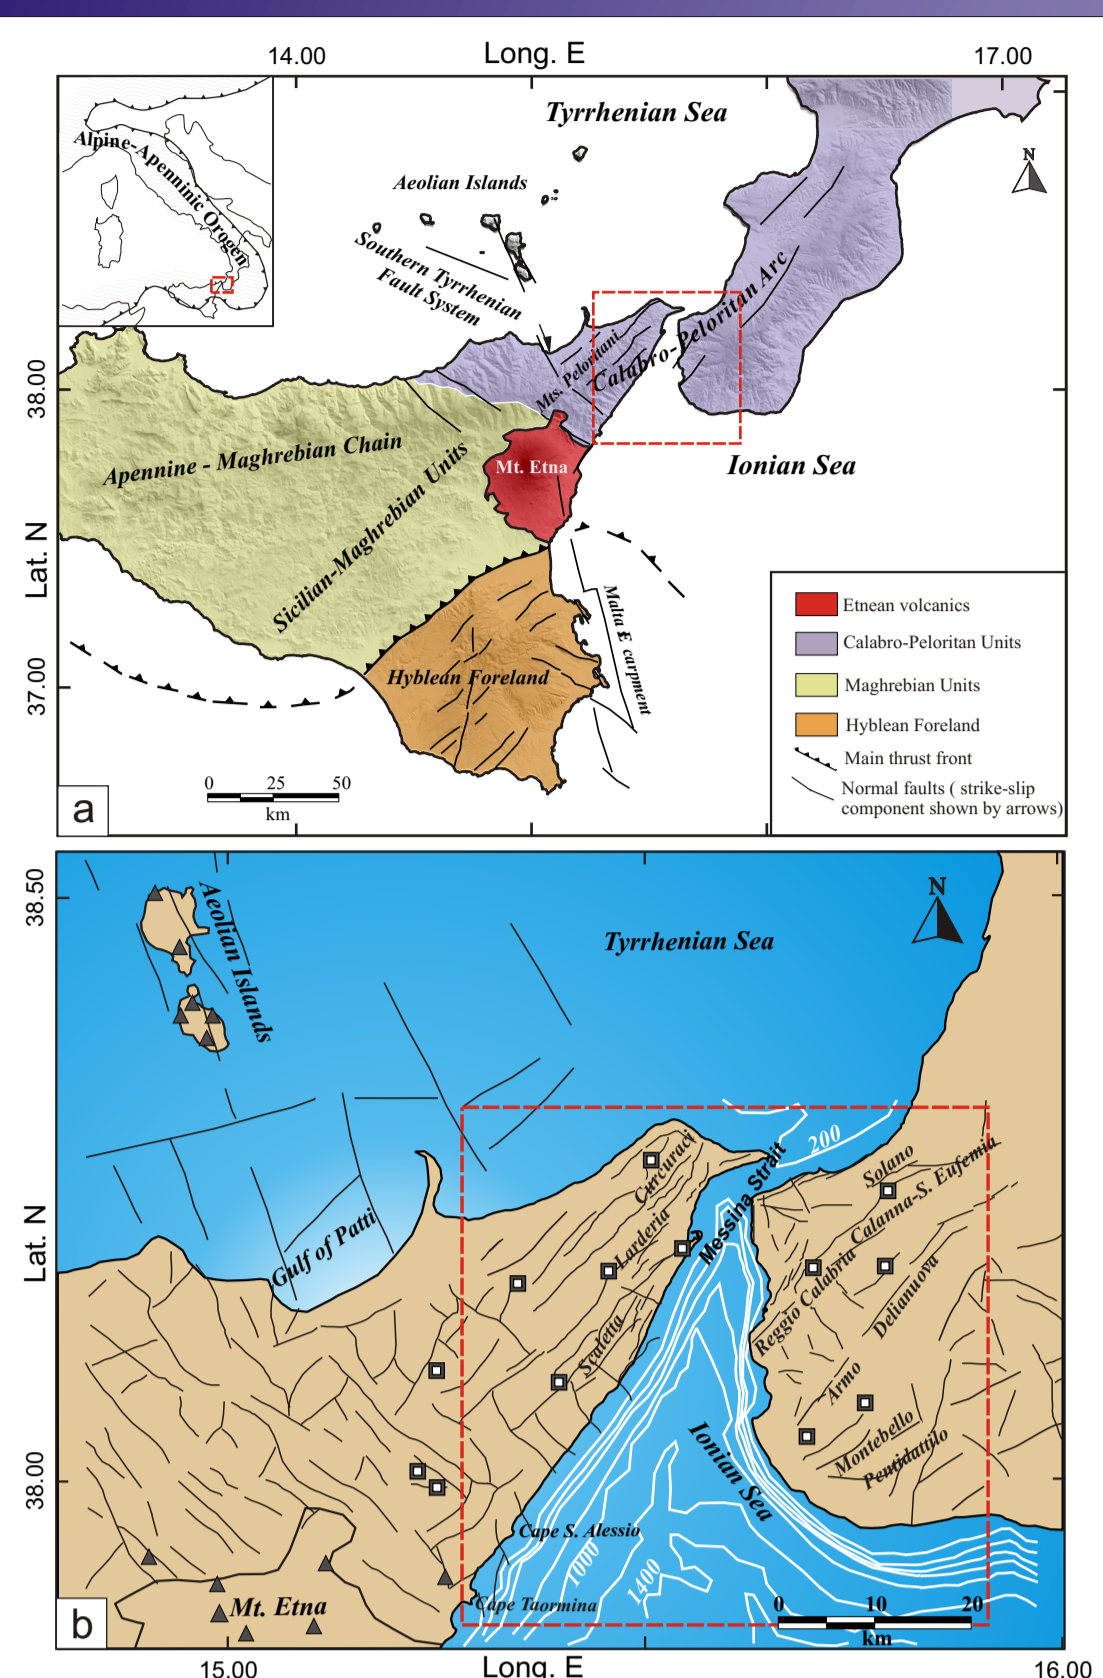 Long. E
14.00
17.00
Tyrrhenian Sea
Alpine-Apenninic Orogen
Aeolian Islands
N
Southern Tyrrhenian
Fault System
Calabro-Peloritan Arc
Mts. Peloritani
38.00
Apennine - Maghrebian Chain
Mt. Etna
Ionian Sea
Sicilian-Maghrebian Units
Lat. N
Malta E carpment
Etnean volcanics
Calabro-Peloritan Units
Hyblean Foreland
37.00
Maghrebian Units
Hyblean Foreland
Main thrust front
Normal faults ( strike-slip
component shown by arrows)
0 25 50
km
a
38.50
Aeolian Islands
N
Tyrrhenian Sea
200
Curcuraci
Messina Strait
Solano
Calanna-S. Eufemia
Larderia
Gulf of Patti
Lat. N
Reggio Calabria
Delianuova
Scaletta
Armo
Montebello
Pentidattilo
Ionian Sea
38.00
Cape S. Alessio
1000
1400
Cape Taormina
Mt. Etna
0 10 20
km
b
15.00
Long. E
16.00